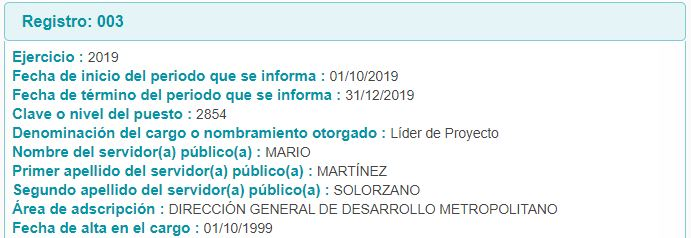 Registro: 003
Ejercicio : 2019
Fecha de inicio del periodo que se informa : 01/10/2019
Fecha de término del periodo que se informa : 31/12/2019
Clave o nivel del puesto : 2854
Denominación del cargo o nombramiento otorgado : Líder de Proyecto
Nombre del servidor(a) público(a) : MARIO
Primer apellido del servidor(a) público(a) : MARTÍNEZ
Segundo apellido del servidor(a) público(a) : SOLORZANO
Área de adscripción : DIRECCIÓN GENERAL DE DESARROLLO METROPOLITANO
Fecha de alta en el cargo : 01/10/1999